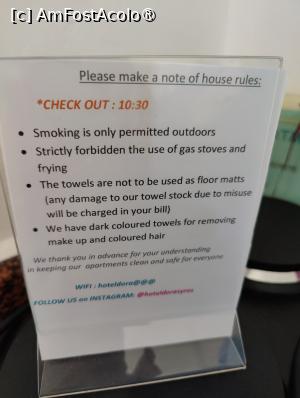 [c] AmFostAcolo®
Please make a note of house rules:
*CHECK OUT : 10:30
• Smoking is only permitted outdoors
• Strictly forbidden the use of gas stoves and
frying
• The towels are not to be used as floor matts
(any damage to our towel stock due to misuse
will be charged in your bill)
• We have dark coloured towels for removing
make up and coloured hair
We thank you in advance for your understanding
in keeping our apartments clean and safe for everyone
WIFI : hoteldora@@@
FOLLOW US on INSTAGRAM: @hoteldorasyros